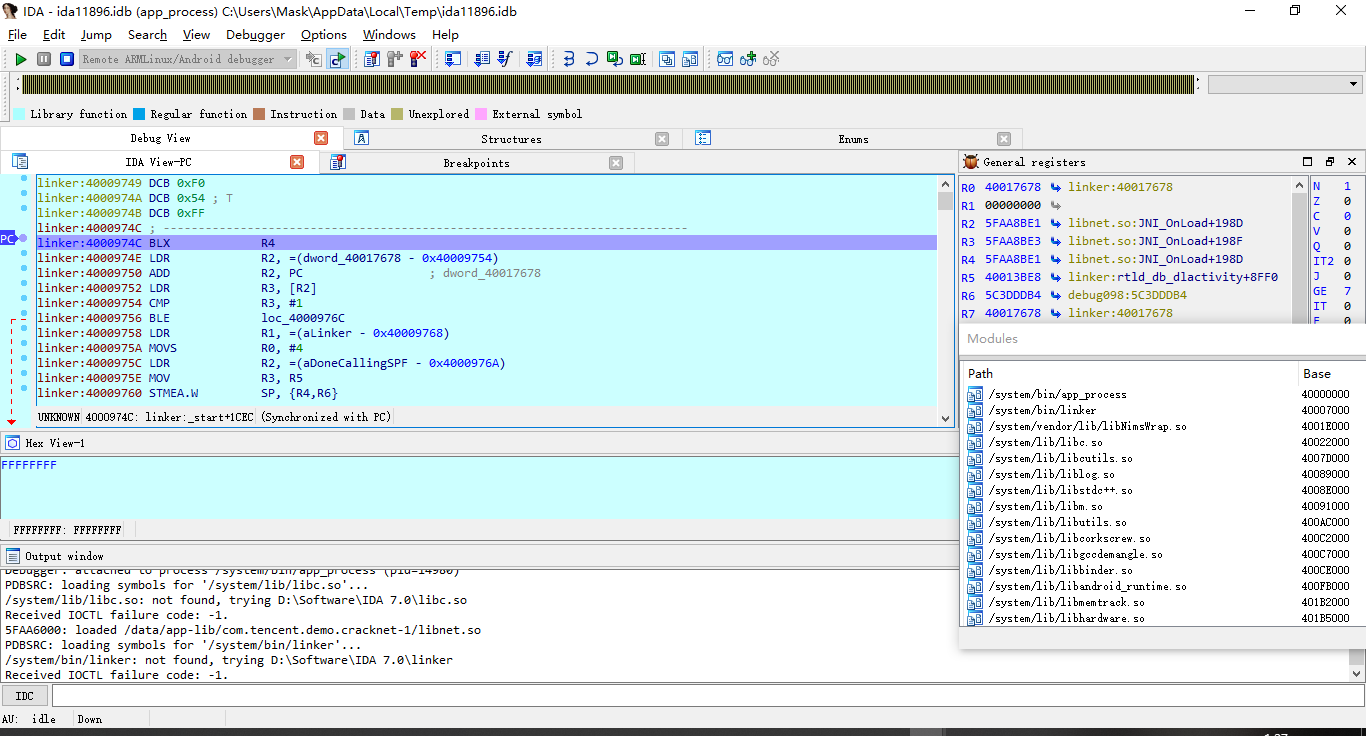 IDA - ida11896.idb (app_process) C:\Users\Mask\AppData\Local\Temp\ida11896.idb
File Edit Jump Search View Debugger Options Windows Help
Remote ARMLinux/Android debugger
Library function Regular function Instruction Data Unexplored External symbol
Debug View Structures Enums
IDA View-PC Breakpoints General registers
linker:40009749 DCB 0xF0
linker:4000974A DCB 0x54 ; T
linker:4000974B DCB 0xFF
linker:4000974C ; ---------------------------------------------------------------------------
PC linker:4000974C BLX R4
linker:4000974E LDR R2, =(dword_40017678 - 0x40009754)
linker:40009750 ADD R2, PC ; dword_40017678
linker:40009752 LDR R3, [R2]
linker:40009754 CMP R3, #1
linker:40009756 BLE loc_4000976C
linker:40009758 LDR R1, =(aLinker - 0x40009768)
linker:4000975A MOVS R0, #4
linker:4000975C LDR R2, =(aDoneCallingSPF - 0x4000976A)
linker:4000975E MOV R3, R5
linker:40009760 STMEA.W SP, {R4,R6}
UNKNOWN 4000974C: linker:_start+1CEC (Synchronized with PC)
R0 40017678 linker:40017678
R1 00000000
R2 5FAA8BE1 libnet.so:JNI_OnLoad+198D
R3 5FAA8BE3 libnet.so:JNI_OnLoad+198F
R4 5FAA8BE1 libnet.so:JNI_OnLoad+198D
R5 40013BE8 linker:rtld_db_dlactivity+8FF0
R6 5C3DDDB4 debug098:5C3DDDB4
R7 40017678 linker:40017678
N 1
Z 0
C 0
V 0
Q 0
IT2 0
J 0
GE 7
IT 0
Modules
Path Base
/system/bin/app_process 40000000
/system/bin/linker 40007000
/system/vendor/lib/libNimsWrap.so 4001E000
/system/lib/libc.so 40022000
/system/lib/libcutils.so 4007D000
/system/lib/liblog.so 40089000
/system/lib/libstdc++.so 4008E000
/system/lib/libm.so 40091000
/system/lib/libutils.so 400AC000
/system/lib/libcorkscrew.so 400C2000
/system/lib/libgccdemangle.so 400C7000
/system/lib/libbinder.so 400CE000
/system/lib/libandroid_runtime.so 400FB000
/system/lib/libmemtrack.so 401B2000
/system/lib/libhardware.so 401B5000
Hex View-1
FFFFFFFF
FFFFFFFF: FFFFFFFF
Output window
Debugger: attached to process /system/bin/app_process (pid=14980)
PDBSRC: loading symbols for '/system/lib/libc.so'...
/system/lib/libc.so: not found, trying D:\Software\IDA 7.0\libc.so
Received IOCTL failure code: -1.
5FAA6000: loaded /data/app-lib/com.tencent.demo.cracknet-1/libnet.so
PDBSRC: loading symbols for '/system/bin/linker'...
/system/bin/linker: not found, trying D:\Software\IDA 7.0\linker
Received IOCTL failure code: -1.
IDC
AU: idle Down